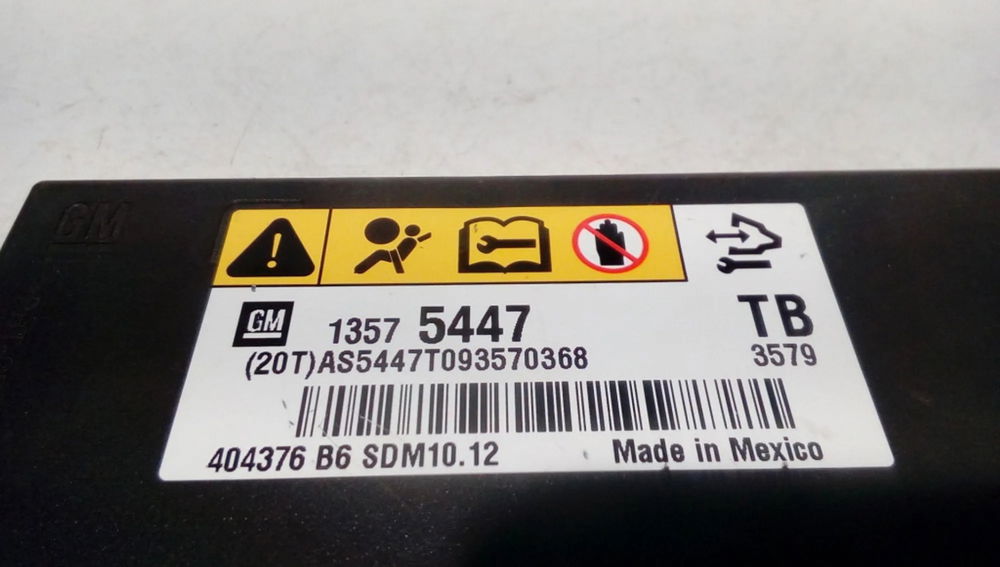 GM
GM 1357 5447 TB
(20T)AS5447T093570368 3579
404376 B6 SDM10.12 Made in Mexico